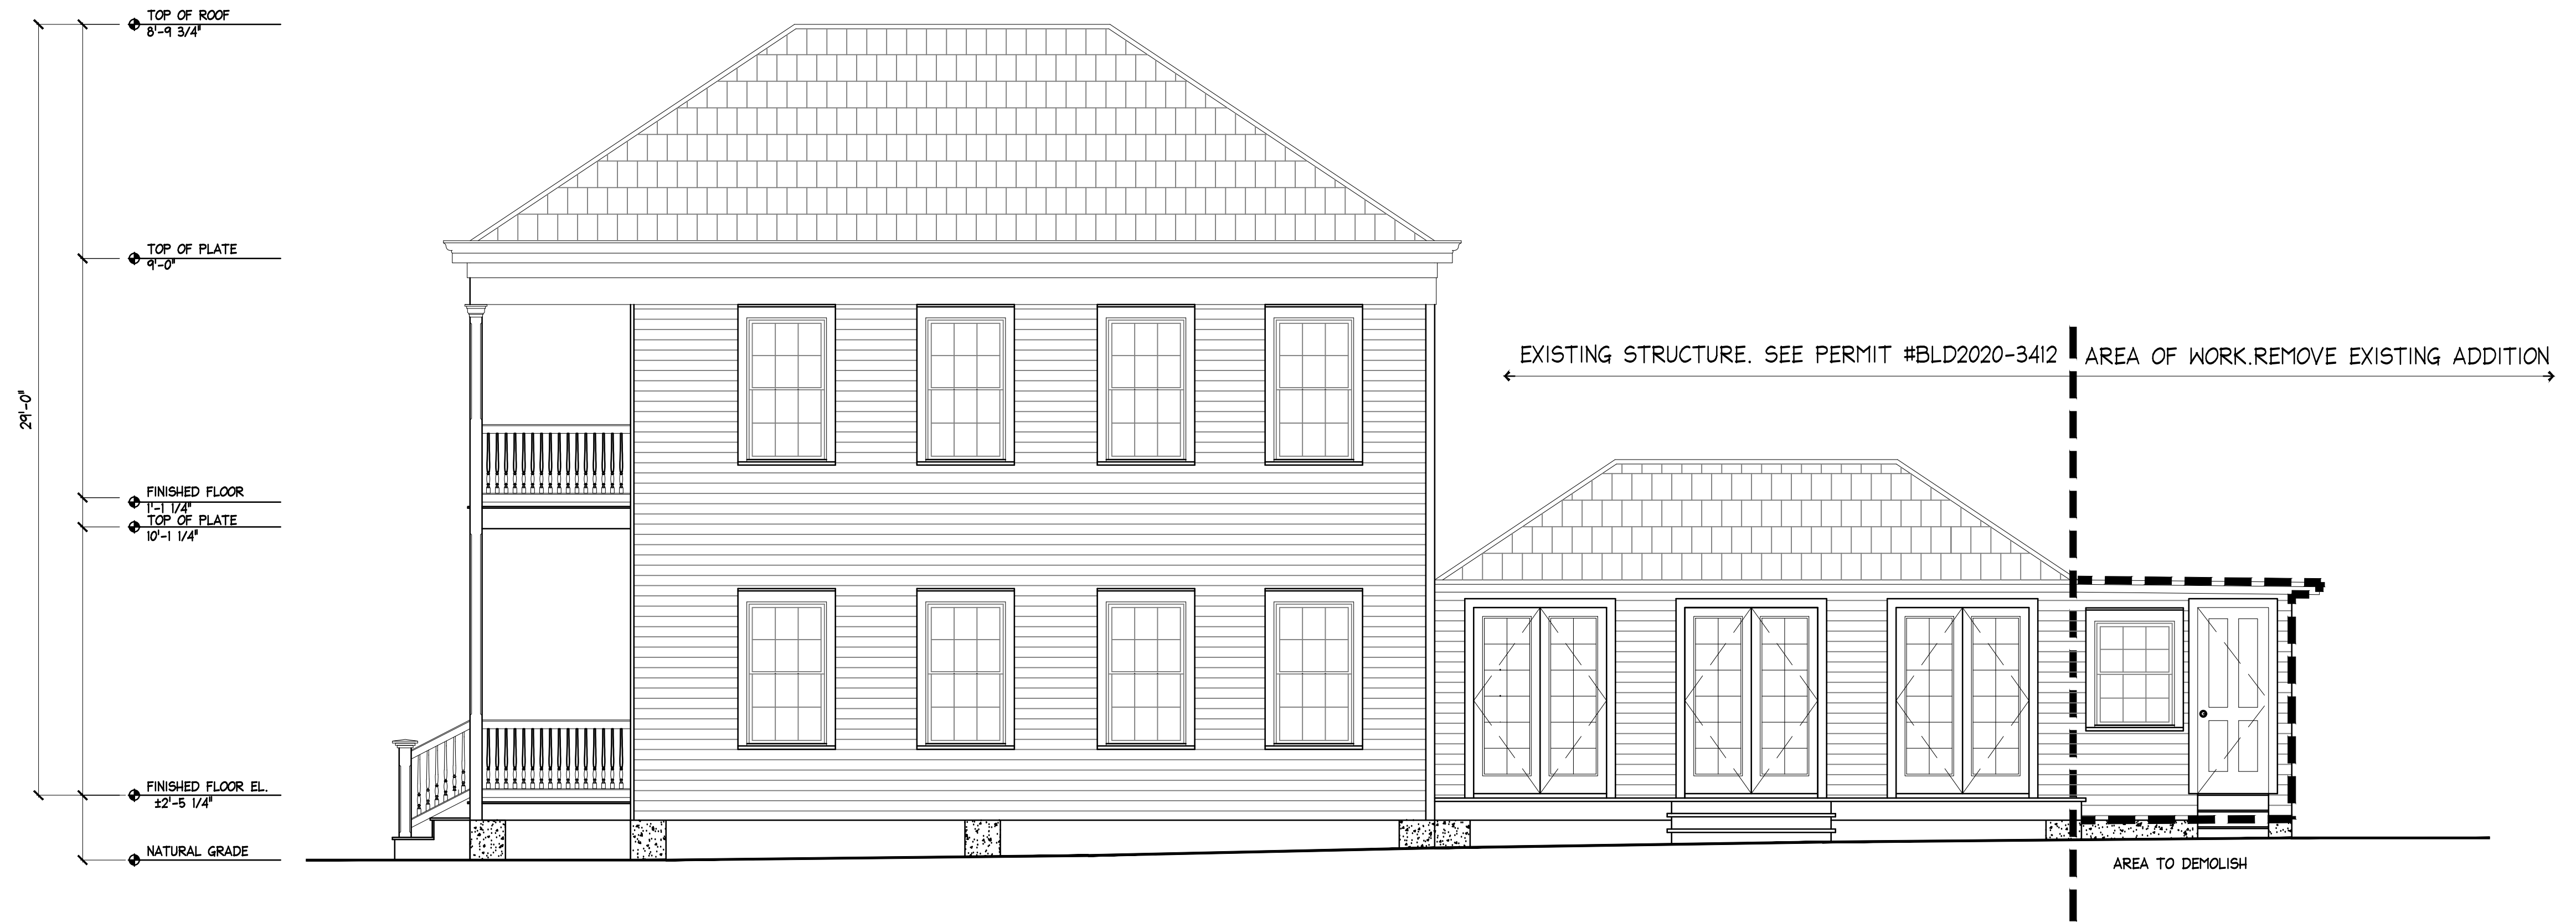 TOP OF ROOF
8'-9 3/4"
TOP OF PLATE
9'-0"
EXISTING STRUCTURE. SEE PERMIT #BLD2020-3412
AREA OF WORK.REMOVE EXISTING ADDITION
29'-0"
FINISHED FLOOR
1'-1 1/4"
TOP OF PLATE
10'-1 1/4"
FINISHED FLOOR EL.
±2'-5 1/4"
NATURAL GRADE
AREA TO DEMOLISH